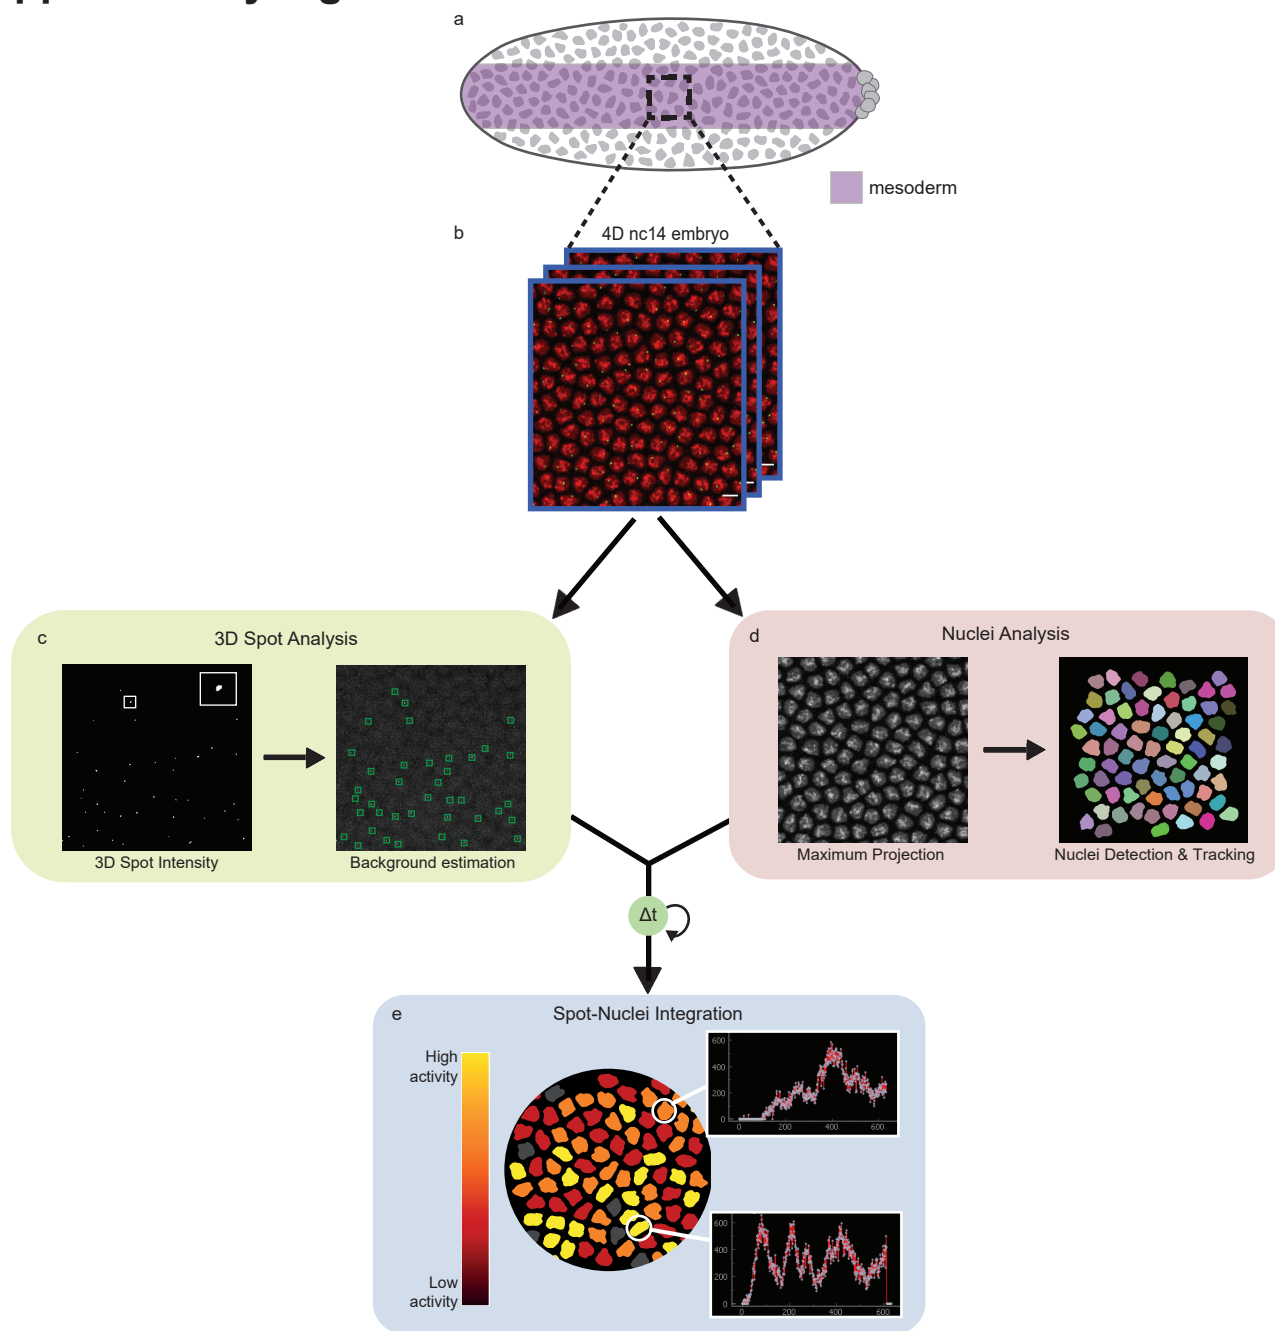 a
mesoderm
b
4D nc14 embryo
c
3D Spot Analysis
3D Spot Intensity
Background estimation
d
Nuclei Analysis
Maximum Projection
Nuclei Detection & Tracking
Δt
e
Spot-Nuclei Integration
High
activity
Low
activity
600
400
200
0
0 200 400 600
600
400
200
0
0 200 400 600